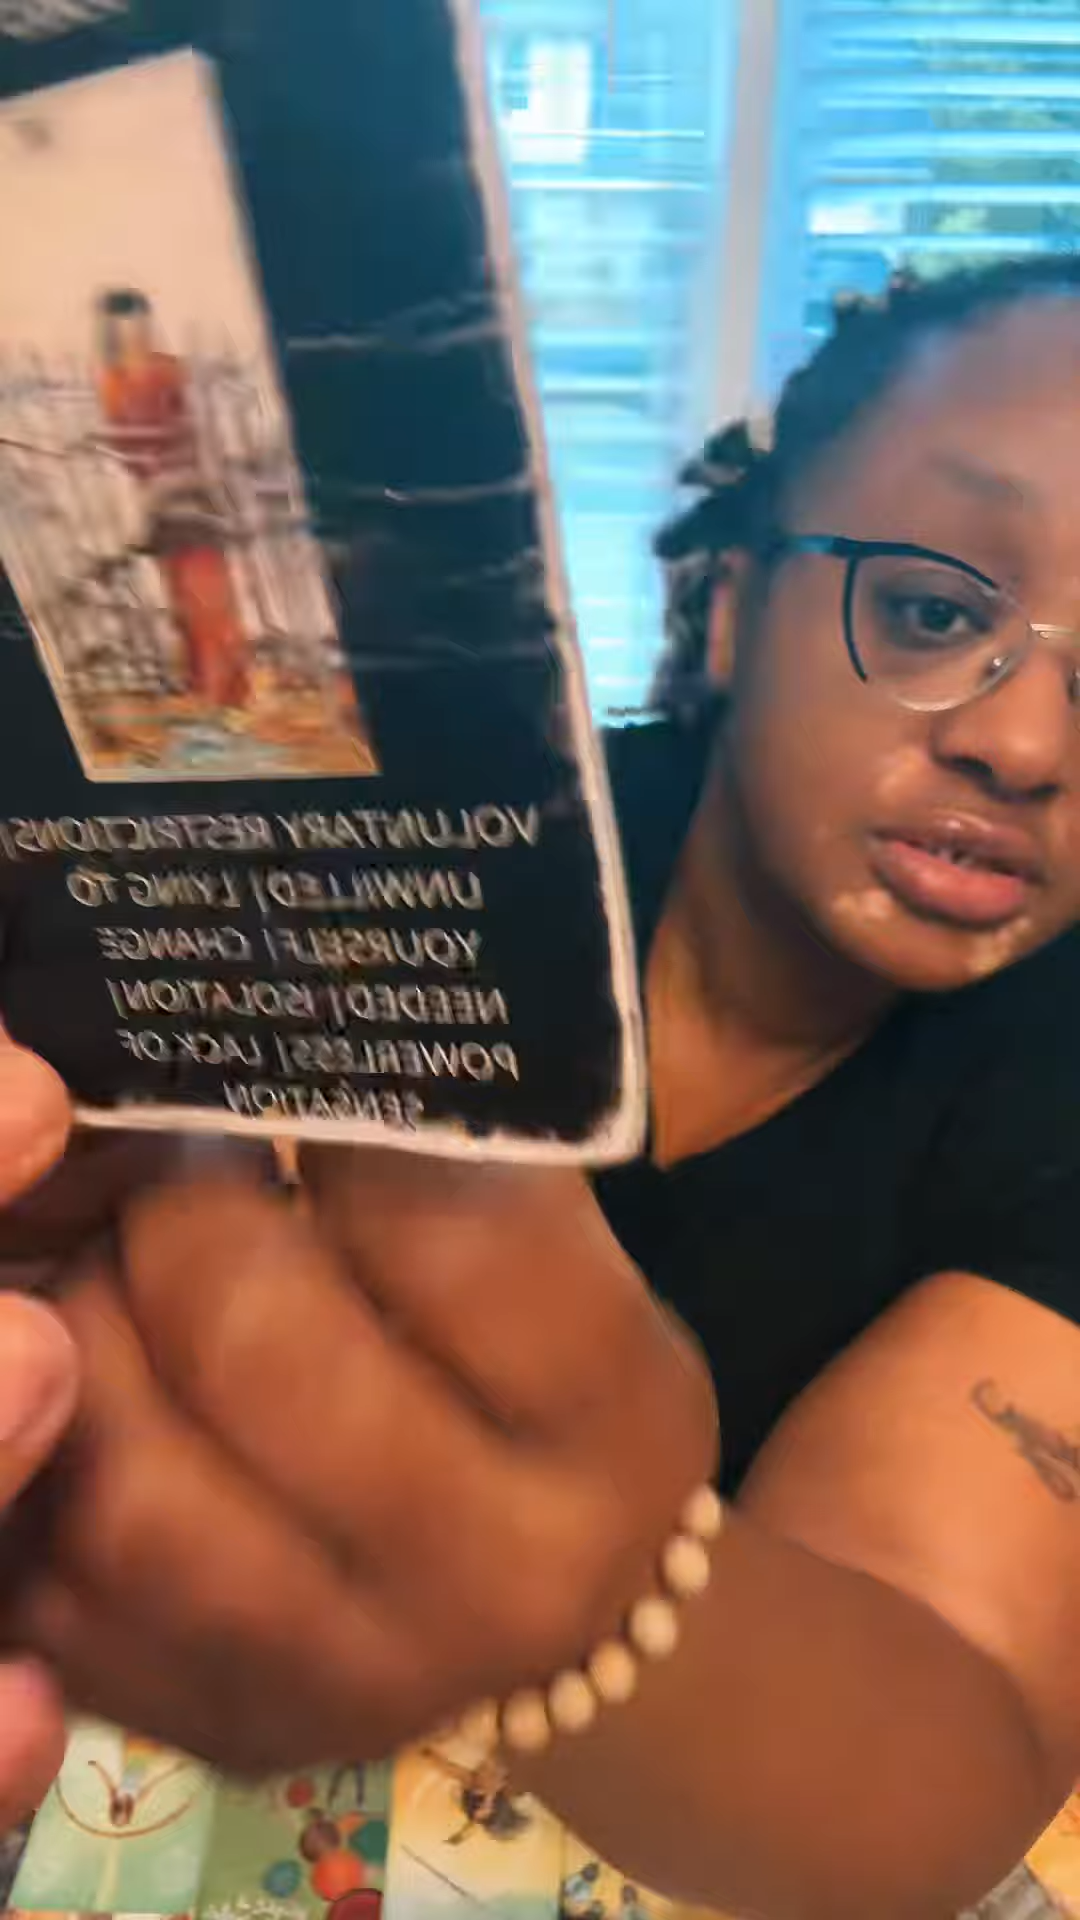 VOLUNTARY RESTRICTIONS|
UNWILLED| LYING TO
YOURSELF| CHANGE
NEEDED| ISOLATION|
POWERLESS| LACK OF
SENSATION